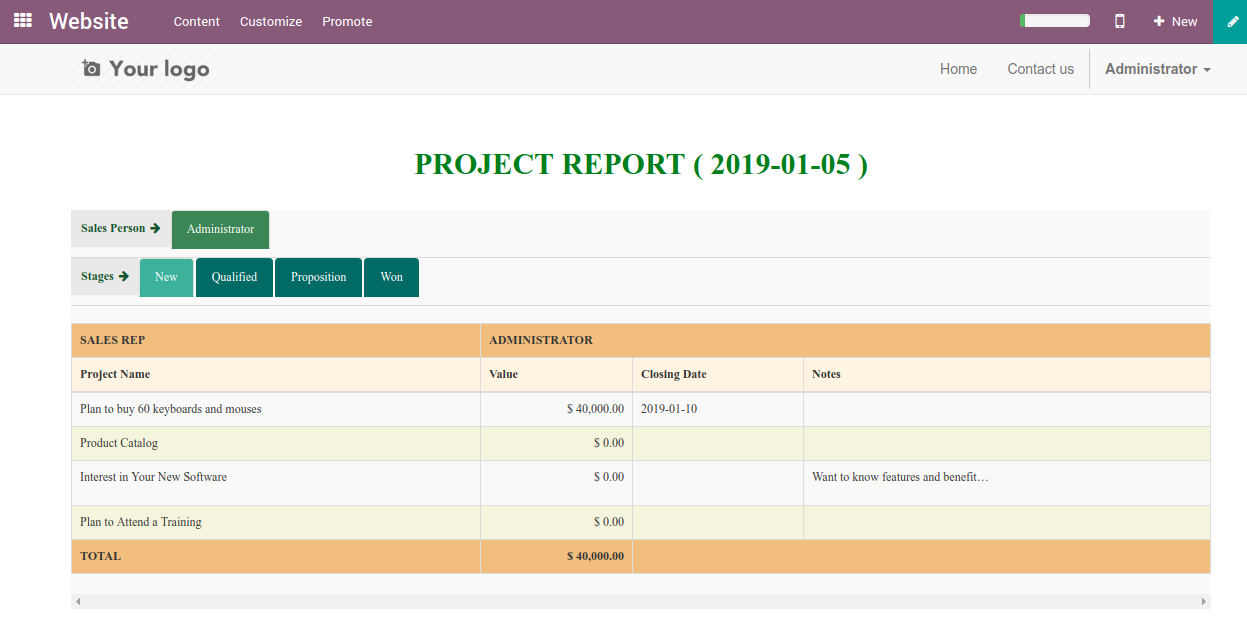 Website Content Customize Promote New
Your logo Home Contact us Administrator
PROJECT REPORT ( 2019-01-05 )
Sales Person Administrator
Stages New Qualified Proposition Won
SALES REP ADMINISTRATOR
Project Name Value Closing Date Notes
Plan to buy 60 keyboards and mouses $ 40,000.00 2019-01-10
Product Catalog $ 0.00
Interest in Your New Software $ 0.00 Want to know features and benefit…
Plan to Attend a Training $ 0.00
TOTAL $ 40,000.00